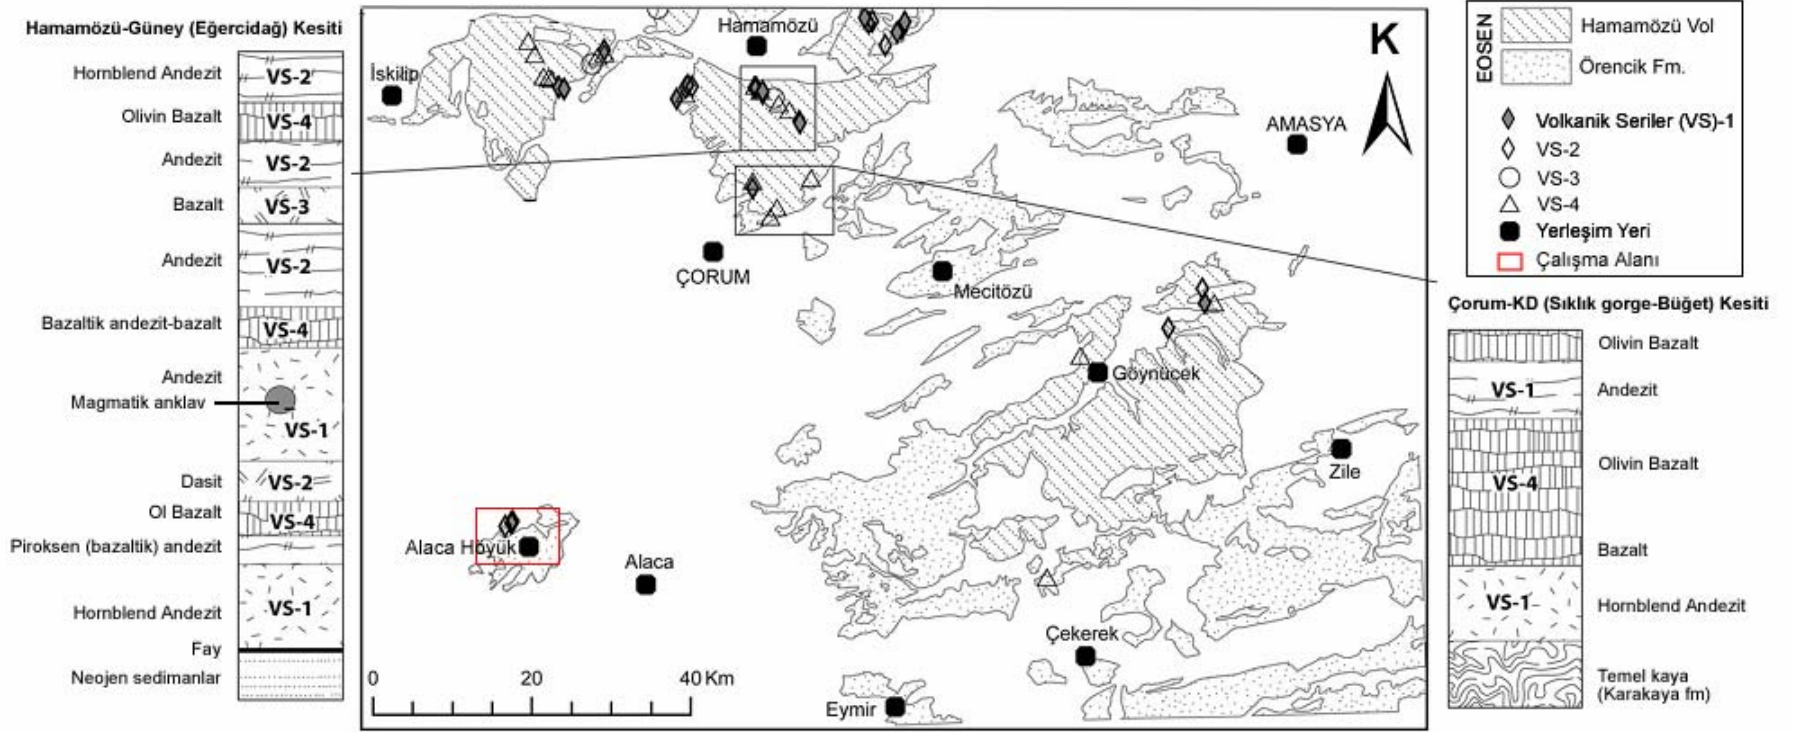 Hamamözü-Güney (Eğercidağ) Kesiti
Hornblend Andezit
VS-2
Olivin Bazalt
VS-4
Andezit
VS-2
Bazalt
VS-3
Andezit
VS-2
Bazaltik andezit-bazalt
VS-4
Andezit
Magmatik anklav
VS-1
Dasit
VS-2
Ol Bazalt
VS-4
Piroksen (bazaltik) andezit
Hornblend Andezit
VS-1
Fay
Neojen sedimanlar
İskilip
Hamamözü
K
AMASYA
ÇORUM
Mecitözü
Göynücek
Zile
Alaca Höyük
Alaca
Çekerek
Eymir
0
20
40 Km
EOSEN
Hamamözü Vol
Örencik Fm.
Volkanik Seriler (VS)-1
VS-2
VS-3
VS-4
Yerleşim Yeri
Çalışma Alanı
Çorum-KD (Sıklık gorge-Büğet) Kesiti
Olivin Bazalt
VS-1
Andezit
Olivin Bazalt
VS-4
Bazalt
VS-1
Hornblend Andezit
Temel kaya
(Karakaya fm)